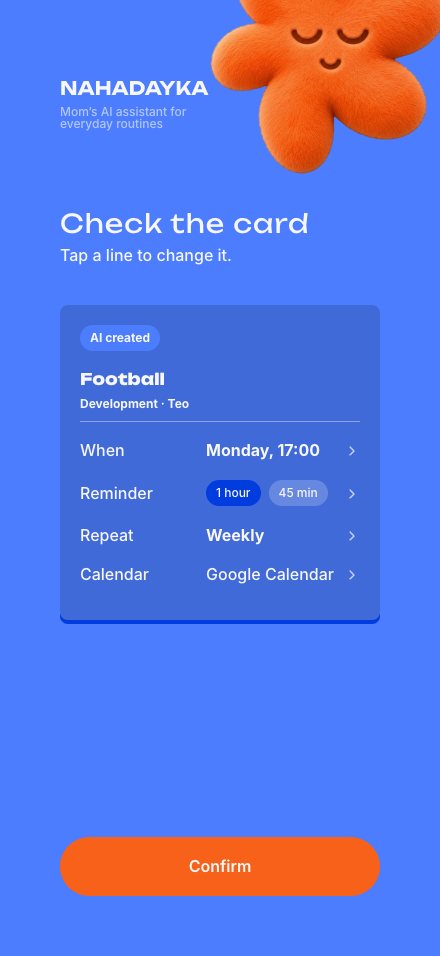 NAHADAYKA
Mom's AI assistant for
everyday routines
Check the card
Tap a line to change it.
AI created
Football
Development · Teo
When Monday, 17:00
Reminder 1 hour 45 min
Repeat Weekly
Calendar Google Calendar
Confirm